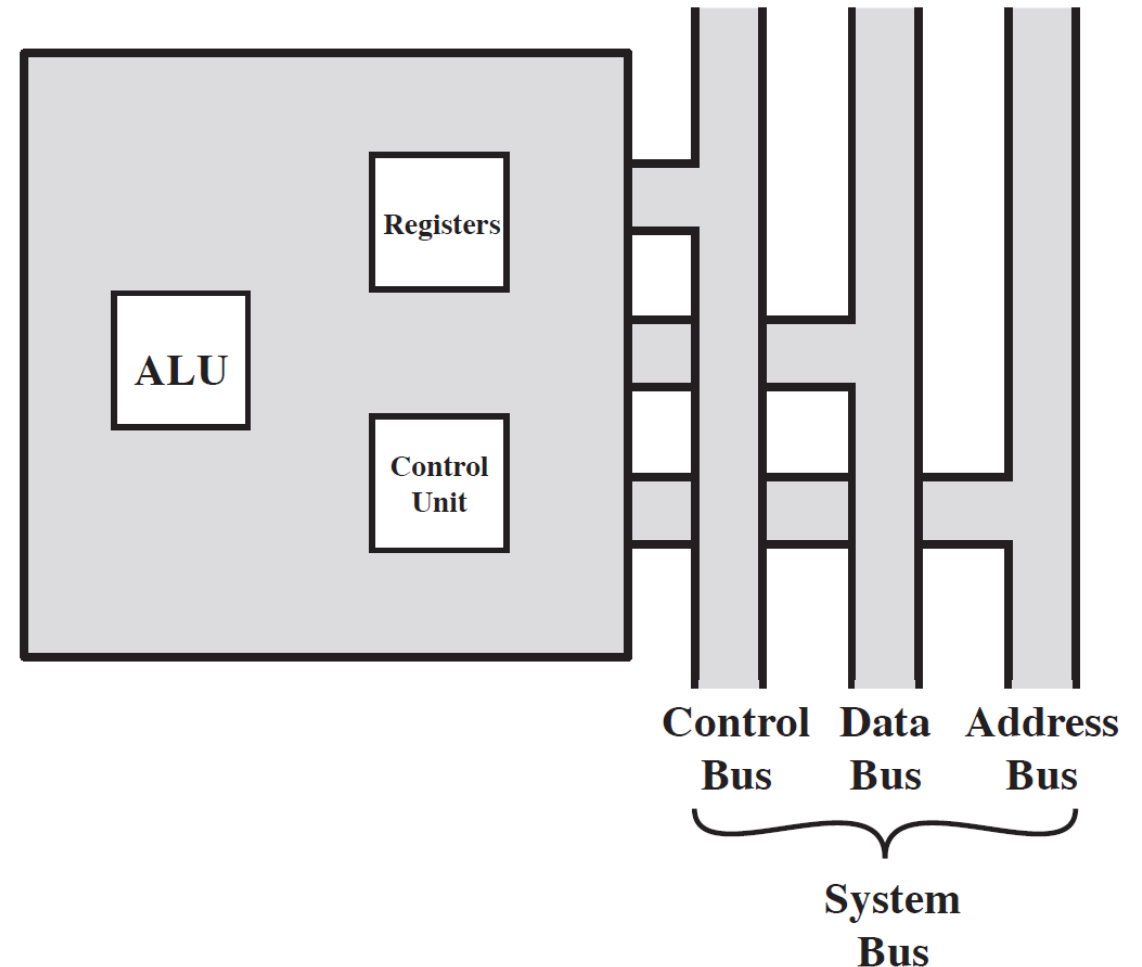 Registers
ALU
Control
Unit
Control
Bus
Data
Bus
Address
Bus
System
Bus